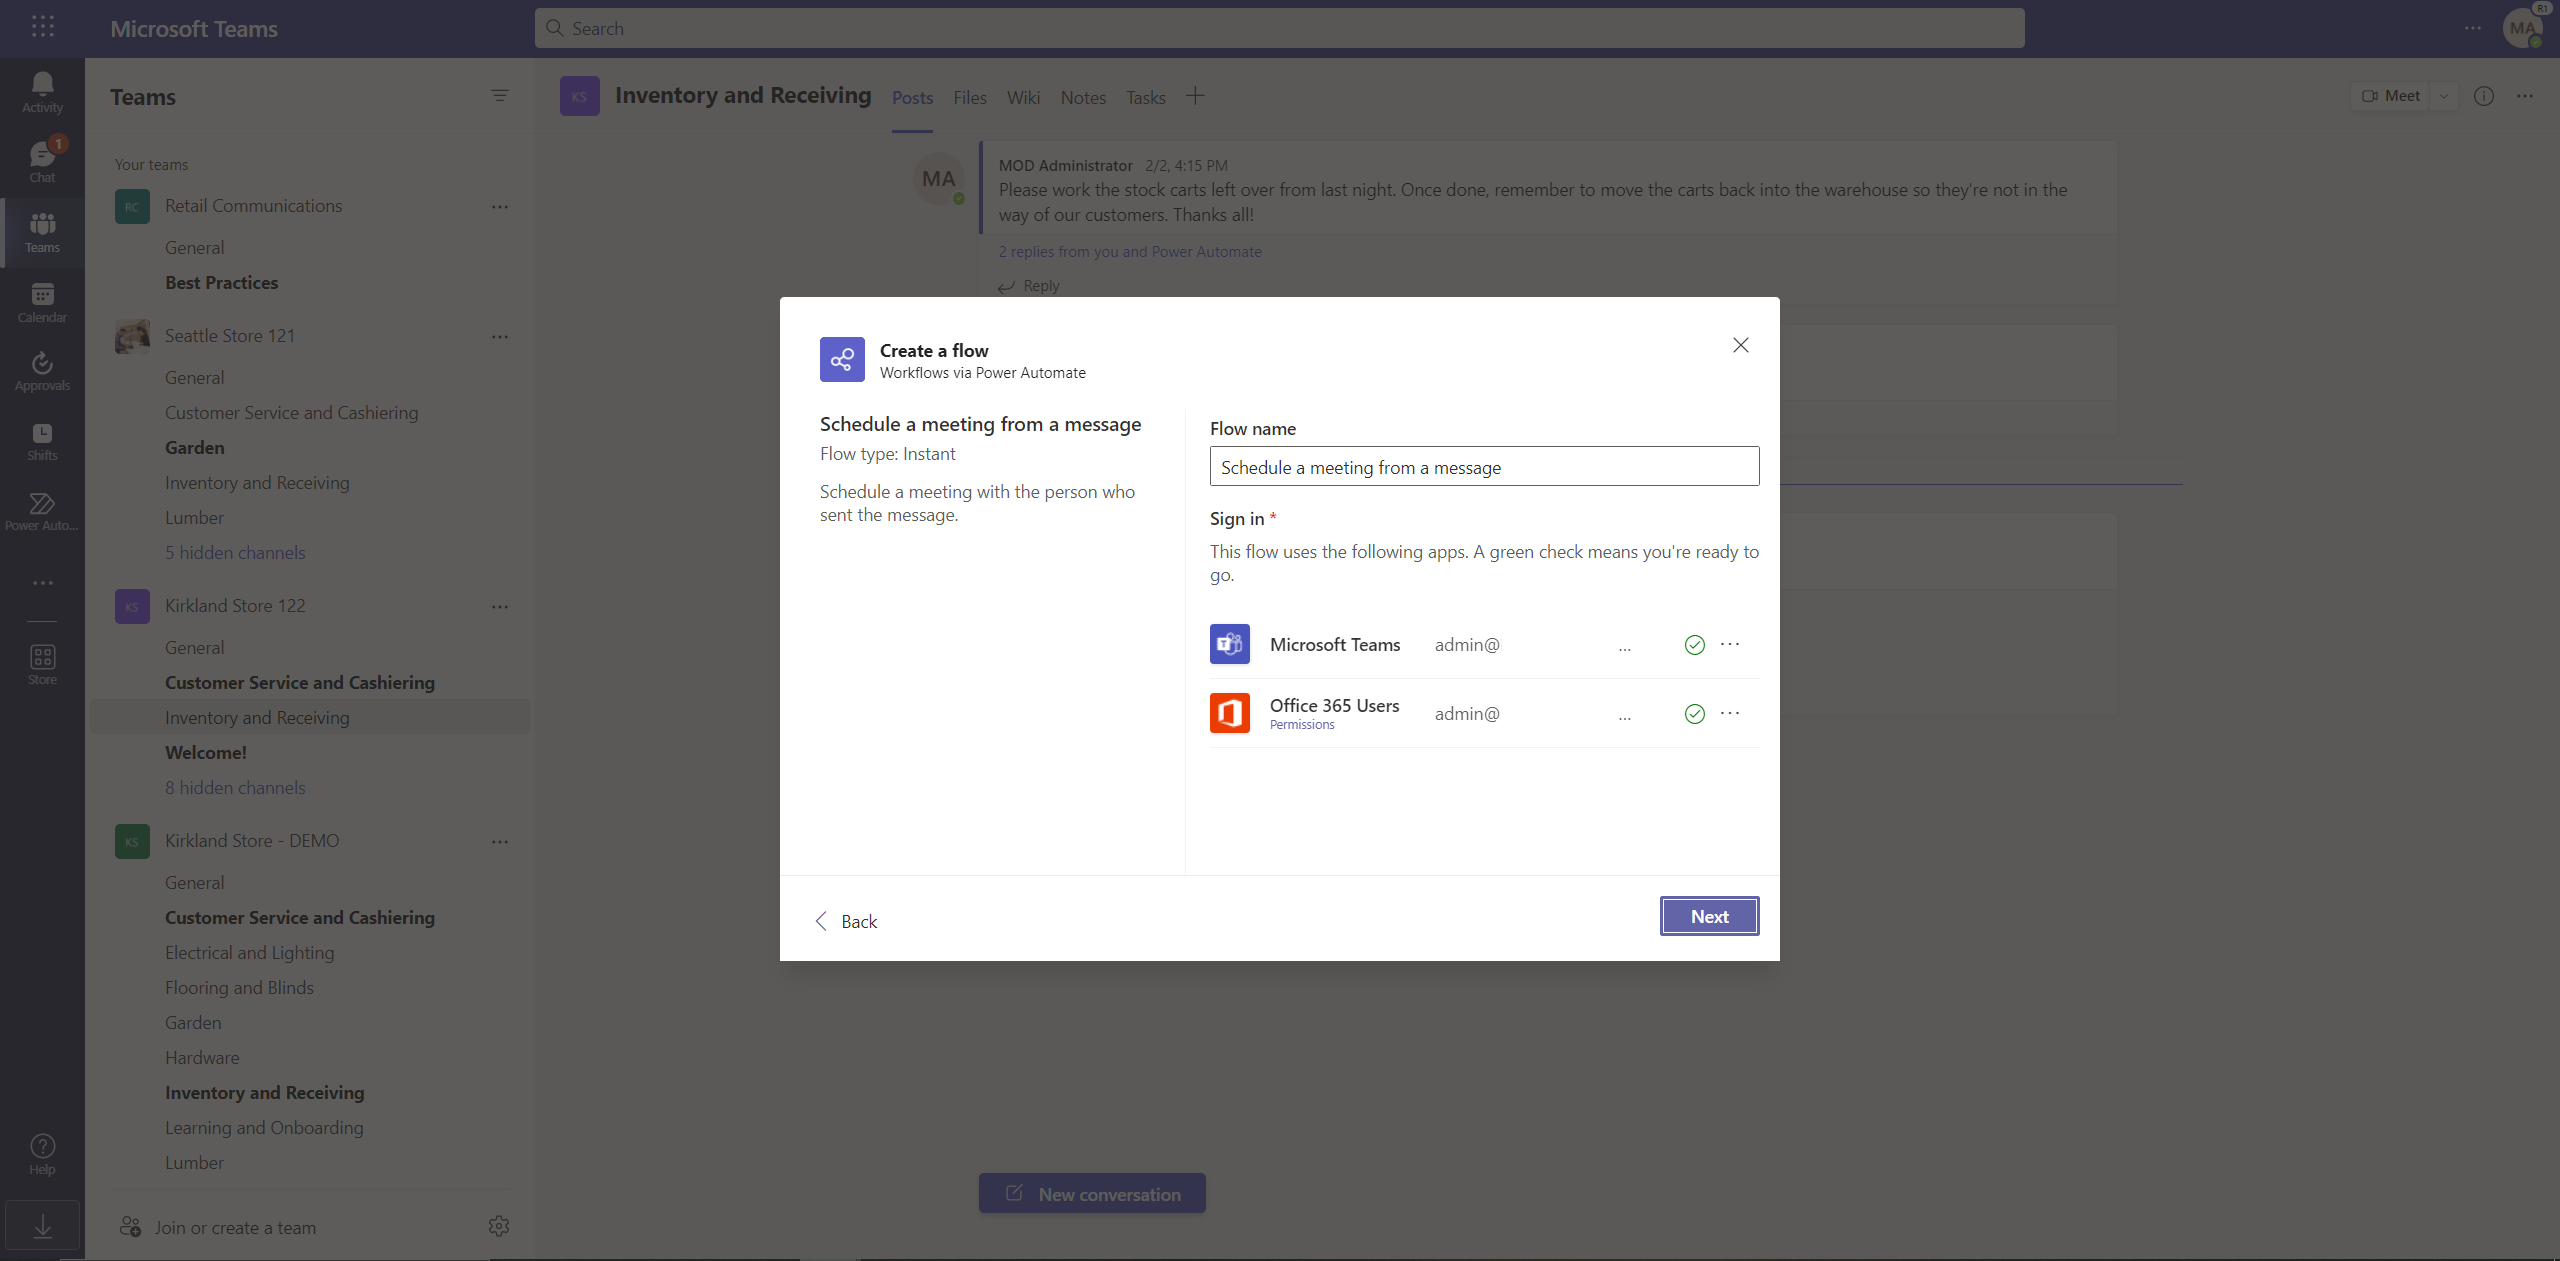 Microsoft Teams
Search
MA
R1
Activity
Chat
1
Teams
Calendar
Approvals
Shifts
Power Auto...
Store
Help
Teams
Your teams
RC
Retail Communications
General
Best Practices
Seattle Store 121
General
Customer Service and Cashiering
Garden
Inventory and Receiving
Lumber
5 hidden channels
KS
Kirkland Store 122
General
Customer Service and Cashiering
Inventory and Receiving
Welcome!
8 hidden channels
KS
Kirkland Store - DEMO
General
Customer Service and Cashiering
Electrical and Lighting
Flooring and Blinds
Garden
Hardware
Inventory and Receiving
Learning and Onboarding
Lumber
Join or create a team
KS
Inventory and Receiving
Posts
Files
Wiki
Notes
Tasks
Meet
MA
MOD Administrator 2/2, 4:15 PM
Please work the stock carts left over from last night. Once done, remember to move the carts back into the warehouse so they're not in the
way of our customers. Thanks all!
2 replies from you and Power Automate
Reply
Create a flow
Workflows via Power Automate
Schedule a meeting from a message
Flow type: Instant
Schedule a meeting with the person who
sent the message.
Flow name
Schedule a meeting from a message
Sign in *
This flow uses the following apps. A green check means you're ready to
go.
Microsoft Teams admin@ ...
Office 365 Users admin@ ...
Permissions
Back
Next
New conversation